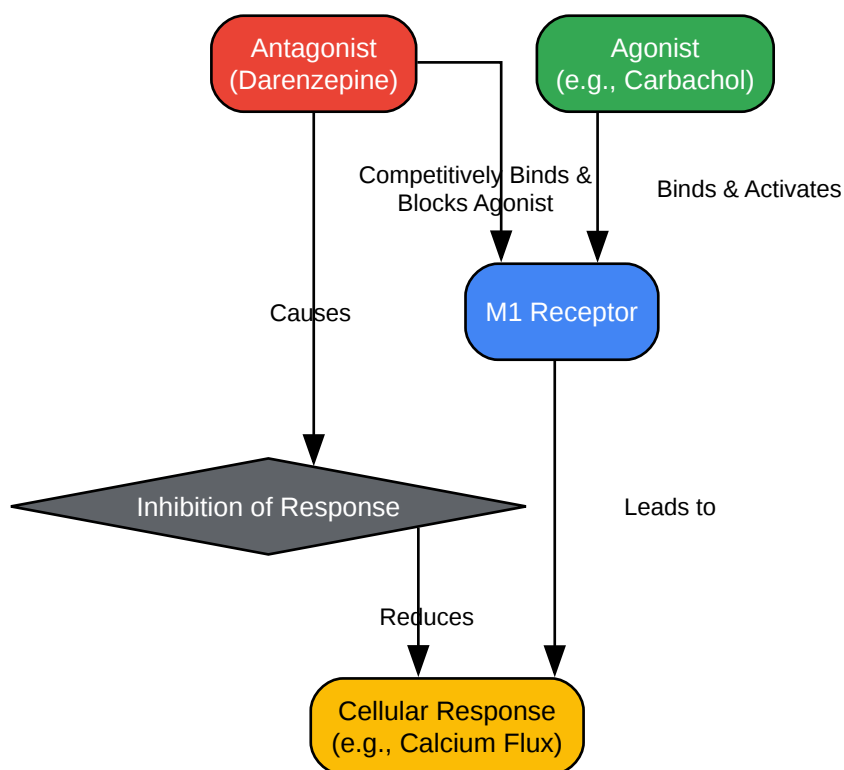 Antagonist
(Darenzepine)
Agonist
(e.g., Carbachol)
Competitively Binds &
Blocks Agonist
Binds & Activates
M1 Receptor
Causes
Inhibition of Response
Leads to
Reduces
Cellular Response
(e.g., Calcium Flux)